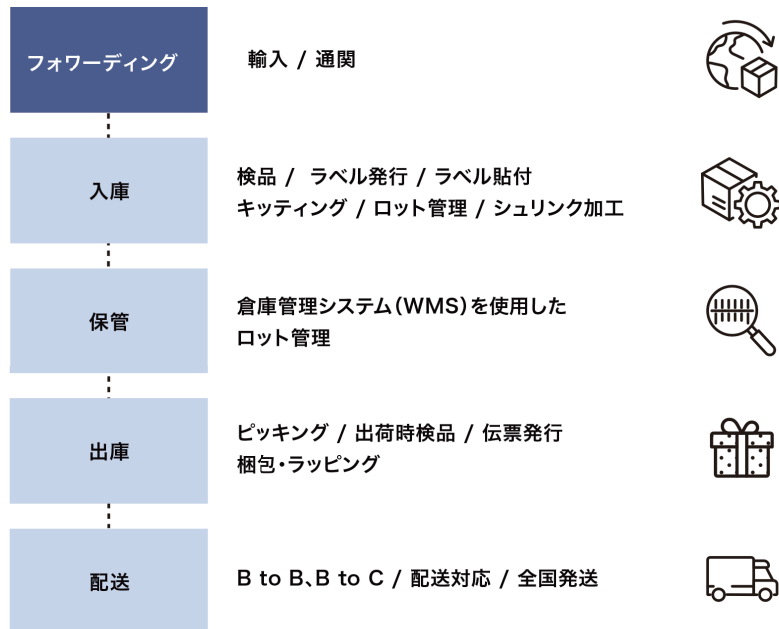 フォワーディング
輸入 / 通関
入庫
検品 / ラベル発行 / ラベル貼付
キッティング / ロット管理 / シュリンク加工
保管
倉庫管理システム(WMS)を使用した
ロット管理
出庫
ピッキング / 出荷時検品 / 伝票発行
梱包・ラッピング
配送
B to B、B to C / 配送対応 / 全国発送